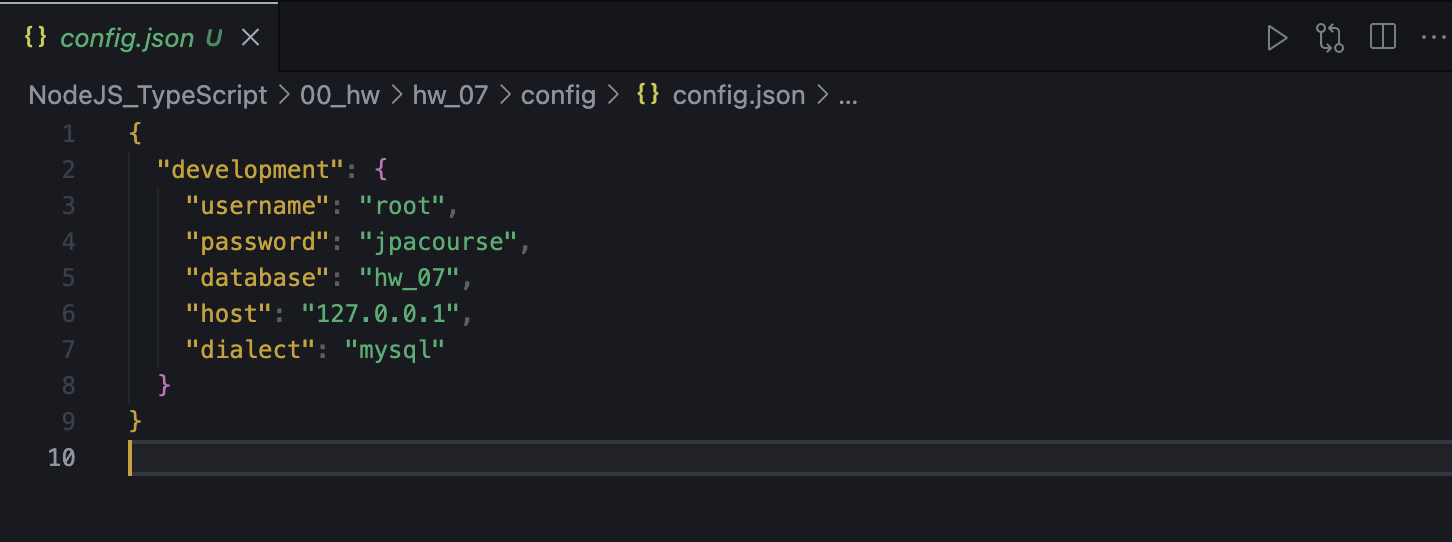 {} config.json U
NodeJS_TypeScript > 00_hw > hw_07 > config > {} config.json > ...
1 {
2 "development": {
3 "username": "root",
4 "password": "jpacourse",
5 "database": "hw_07",
6 "host": "127.0.0.1",
7 "dialect": "mysql"
8 }
9 }
10